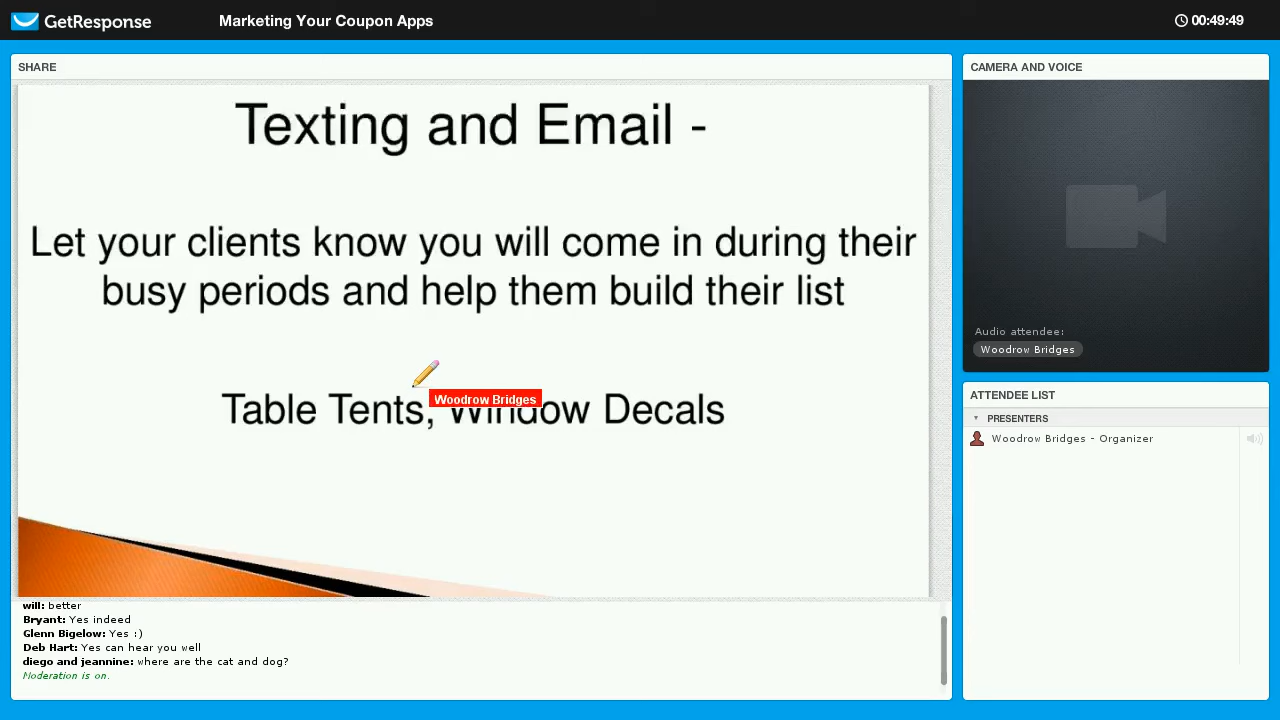 GetResponse
Marketing Your Coupon Apps
00:49:49
SHARE
Texting and Email -
Let your clients know you will come in during their
busy periods and help them build their list
Woodrow Bridges
Table Tents, Window Decals
will: better
Bryant: Yes indeed
Glenn Bigelow: Yes :)
Deb Hart: Yes can hear you well
diego and jeannine: where are the cat and dog?
Moderation is on.
CAMERA AND VOICE
Audio attendee:
Woodrow Bridges
ATTENDEE LIST
PRESENTERS
Woodrow Bridges - Organizer